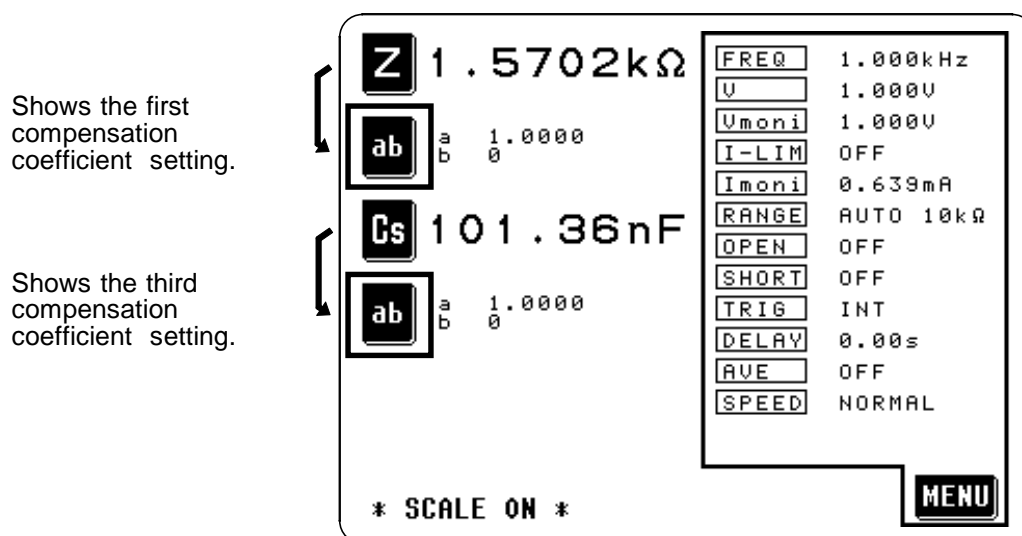 Shows the first
compensation
coefficient setting.
Shows the third
compensation
coefficient setting.
Z 1.5702kΩ
ab a 1.0000
b 0
Cs 101.36nF
ab a 1.0000
b 0
* SCALE ON *
FREQ 1.000kHz
V 1.000V
Vmoni 1.000V
I-LIM OFF
Imoni 0.639mA
RANGE AUTO 10kΩ
OPEN OFF
SHORT OFF
TRIG INT
DELAY 0.00s
AVE OFF
SPEED NORMAL
MENU